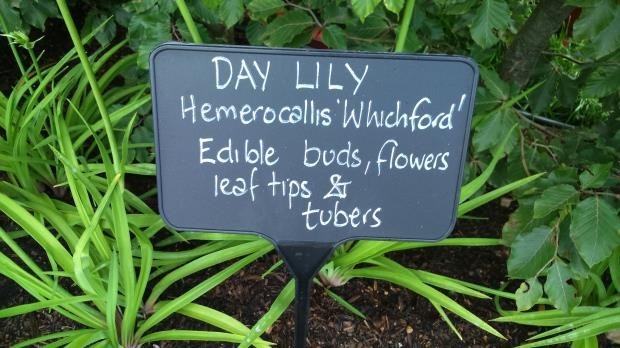 DAY LILY
Hemerocallis 'Whichford'
Edible buds, flowers
leaf tips &
tubers